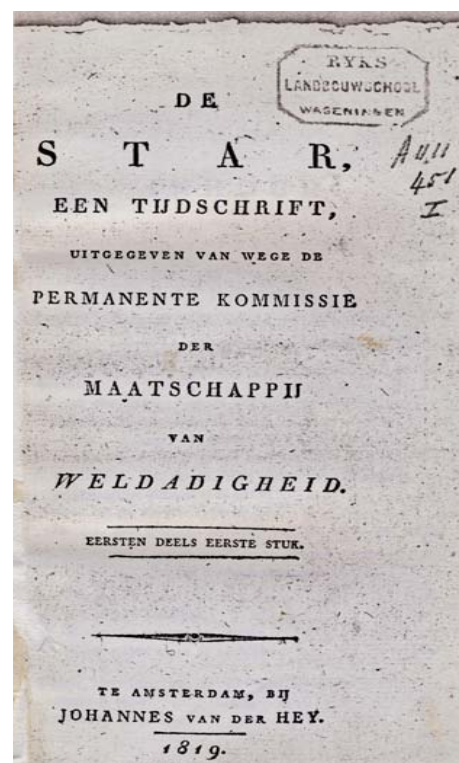 RYKS
LANDBOUWSCHOOL
WAGENINGEN
DE
STAR,
EEN TIJDSCHRIFT,
UITGEGEVEN VAN WEGE DE
PERMANENTE KOMMISSIE
DER
MAATSCHAPPIJ
VAN
WELDADIGHEID.
EERSTEN DEELS EERSTE STUK.
TE AMSTERDAM, BIJ
JOHANNES VAN DER HEY.
1819.
451
I